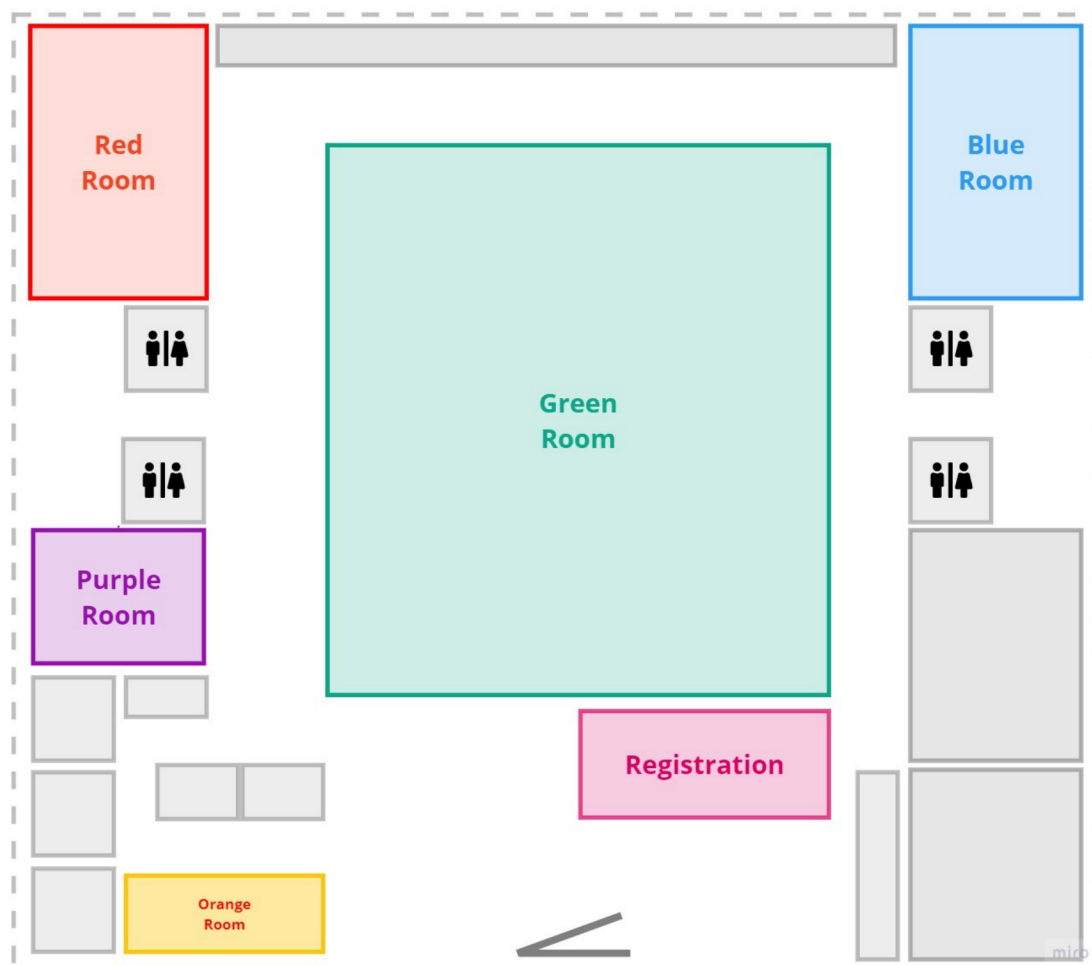 Red
Room
Blue
Room
Green
Room
Purple
Room
Registration
Orange
Room
miro